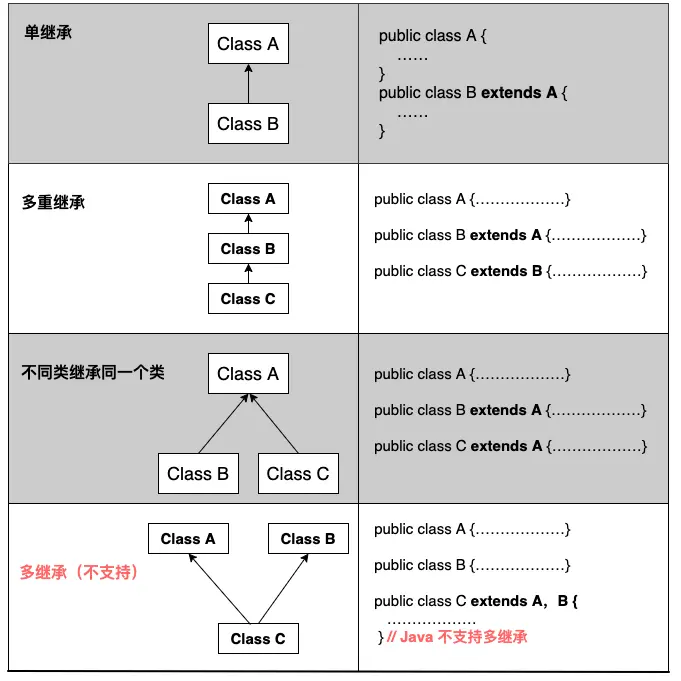 单继承
Class A
Class B
public class A {
……
}
public class B extends A {
……
}
多重继承
Class A
Class B
Class C
public class A {………………}
public class B extends A {………………}
public class C extends B {………………}
不同类继承同一个类
Class A
Class B
Class C
public class A {………………}
public class B extends A {………………}
public class C extends A {………………}
多继承（不支持）
Class A
Class B
Class C
public class A {………………}
public class B {………………}
public class C extends A，B {
………………
} // Java 不支持多继承